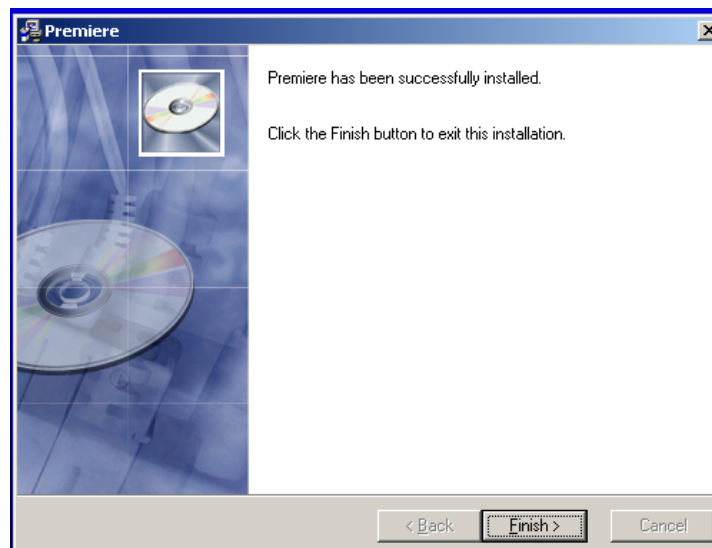 Premiere
Premiere has been successfully installed.
Click the Finish button to exit this installation.
< Back
Finish >
Cancel